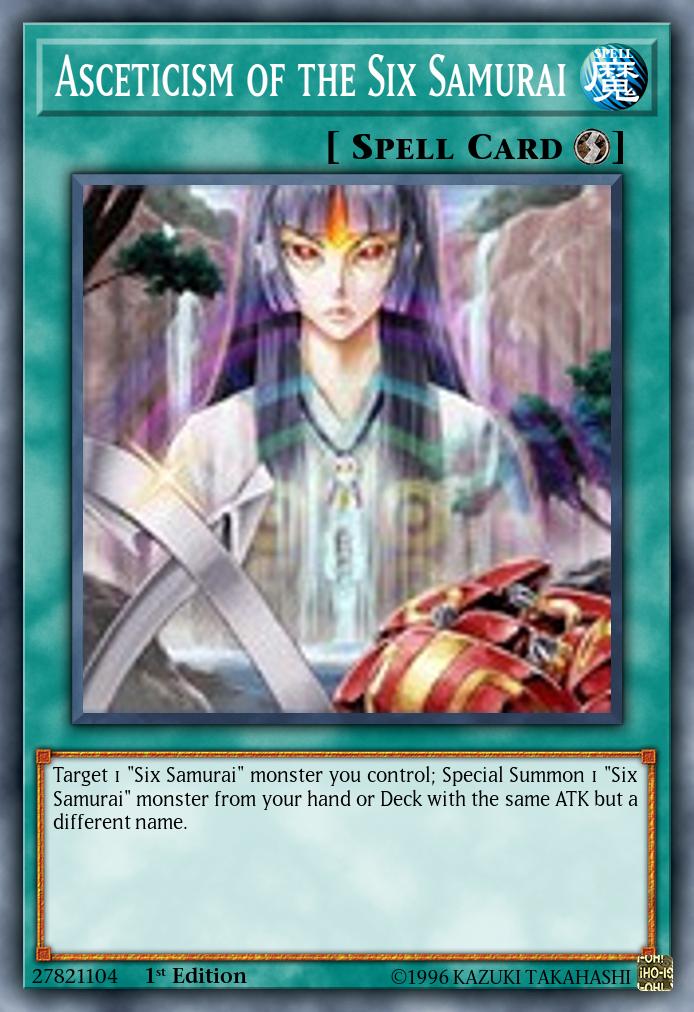 Asceticism of the Six Samurai
SPELL
魔
[ Spell Card ]
Target 1 "Six Samurai" monster you control; Special Summon 1 "Six
Samurai" monster from your hand or Deck with the same ATK but a
different name.
27821104 1st Edition ©1996 KAZUKI TAKAHASHI